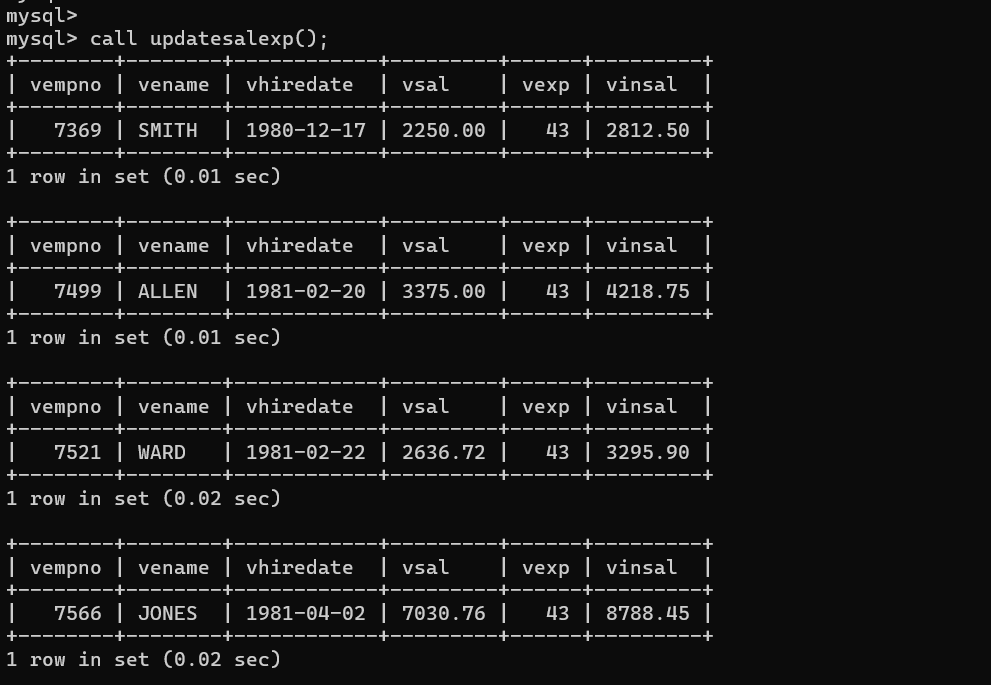 mysql>
mysql> call updatesalexp();
+--------+--------+------------+---------+------+---------+
| vempno | vename | vhiredate  | vsal    | vexp | vinsal  |
+--------+--------+------------+---------+------+---------+
|   7369 | SMITH  | 1980-12-17 | 2250.00 |   43 | 2812.50 |
+--------+--------+------------+---------+------+---------+
1 row in set (0.01 sec)

+--------+--------+------------+---------+------+---------+
| vempno | vename | vhiredate  | vsal    | vexp | vinsal  |
+--------+--------+------------+---------+------+---------+
|   7499 | ALLEN  | 1981-02-20 | 3375.00 |   43 | 4218.75 |
+--------+--------+------------+---------+------+---------+
1 row in set (0.01 sec)

+--------+--------+------------+---------+------+---------+
| vempno | vename | vhiredate  | vsal    | vexp | vinsal  |
+--------+--------+------------+---------+------+---------+
|   7521 | WARD   | 1981-02-22 | 2636.72 |   43 | 3295.90 |
+--------+--------+------------+---------+------+---------+
1 row in set (0.02 sec)

+--------+--------+------------+---------+------+---------+
| vempno | vename | vhiredate  | vsal    | vexp | vinsal  |
+--------+--------+------------+---------+------+---------+
|   7566 | JONES  | 1981-04-02 | 7030.76 |   43 | 8788.45 |
+--------+--------+------------+---------+------+---------+
1 row in set (0.02 sec)